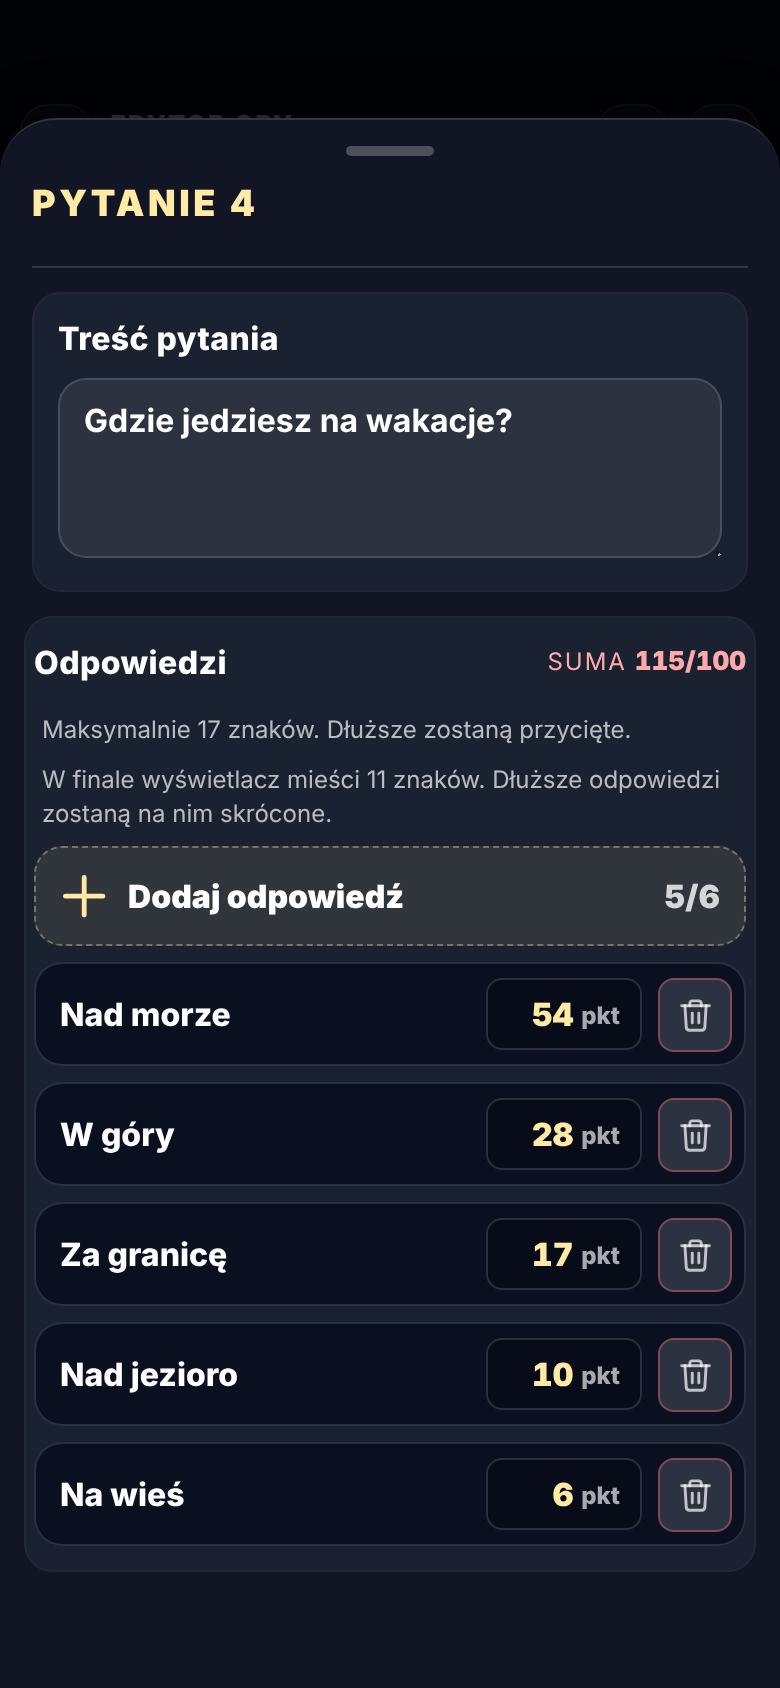 PYTANIE 4
Treść pytania
Gdzie jedziesz na wakacje?
Odpowiedzi
SUMA 115/100
Maksymalnie 17 znaków. Dłuższe zostaną przycięte.
W finale wyświetlacz mieści 11 znaków. Dłuższe odpowiedzi
zostaną na nim skrócone.
Dodaj odpowiedź 5/6
Nad morze 54 pkt
W góry 28 pkt
Za granicę 17 pkt
Nad jezioro 10 pkt
Na wieś 6 pkt